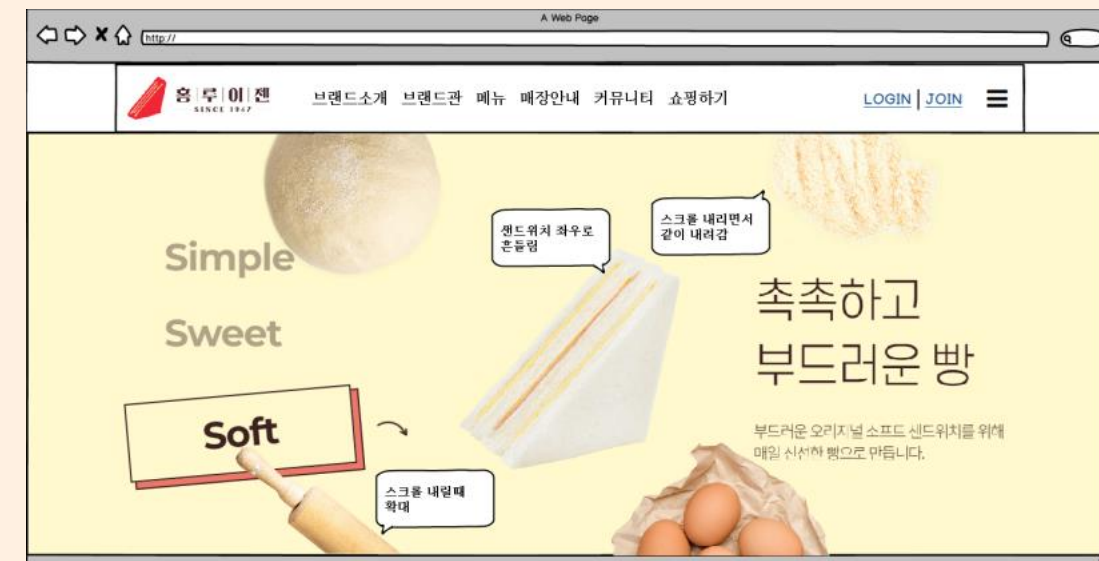 A Web Page
http://
홍루이젠
SINCE 1967
브랜드소개 브랜드관 메뉴 매장안내 커뮤니티 쇼핑하기
LOGIN JOIN
샌드위치 좌우로
흔들림
스크롤 내리면서
같이 내려감
Simple
Sweet
Soft
촉촉하고
부드러운 빵
부드러운 오리지널 소프트 샌드위치를 위해
매일 신선한 빵으로 만듭니다.
스크롤 내릴때
확대